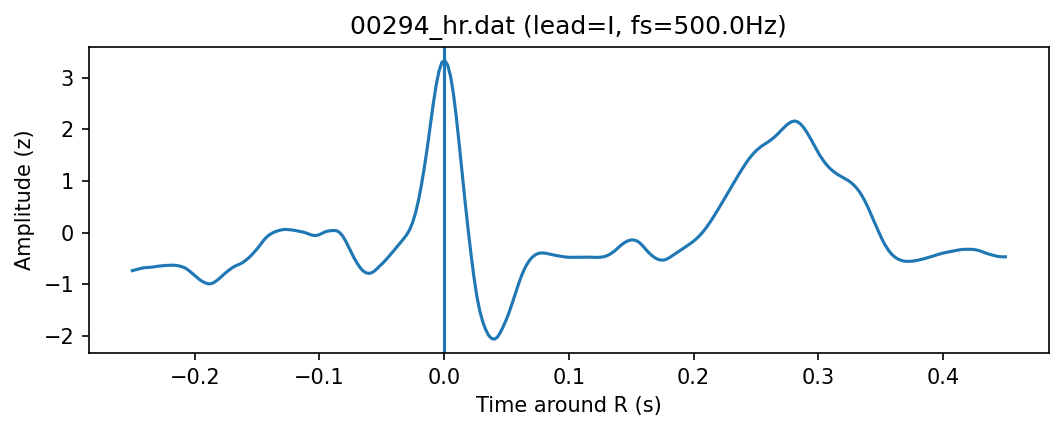 00294_hr.dat (lead=I, fs=500.0Hz)
Amplitude (z)
3
2
1
0
−1
−2
−0.2 −0.1 0.0 0.1 0.2 0.3 0.4
Time around R (s)